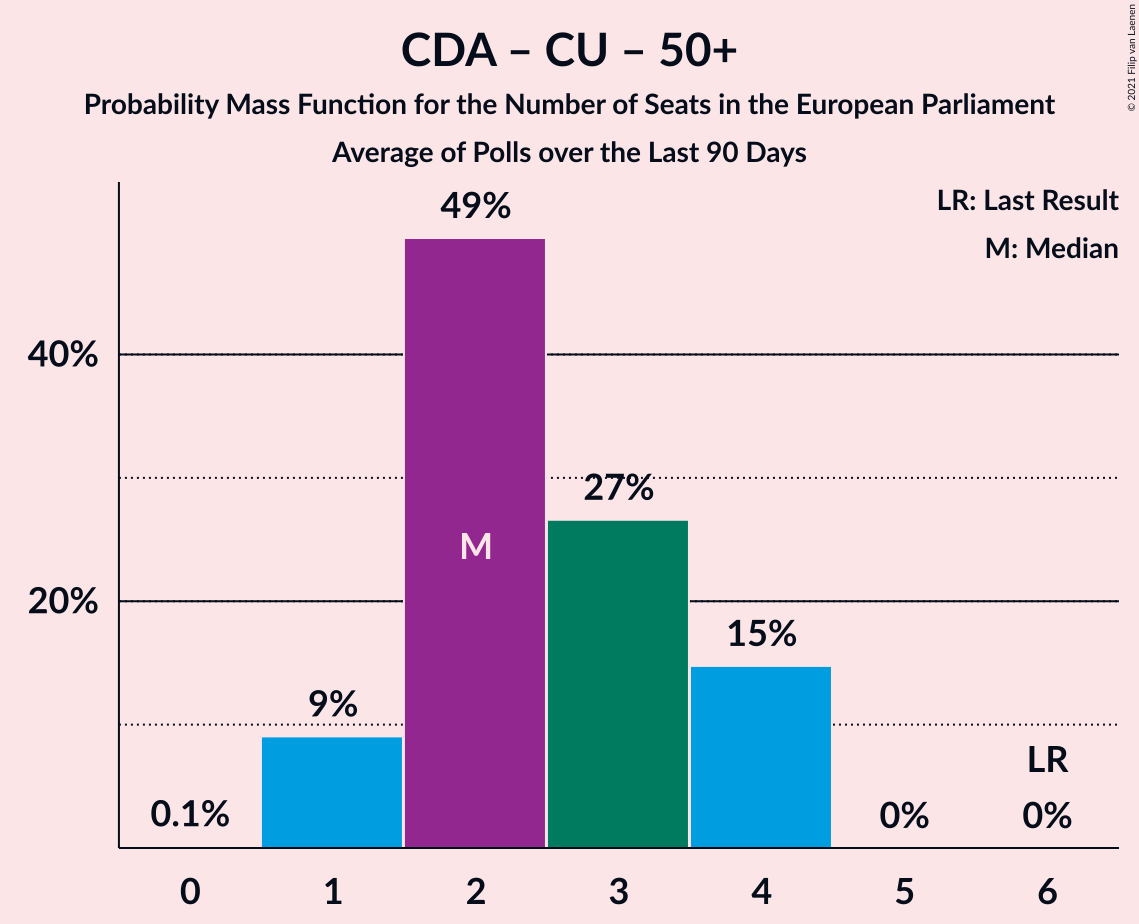 CDA – CU – 50+
Probability Mass Function for the Number of Seats in the European Parliament
Average of Polls over the Last 90 Days
© 2021 Filip van Laenen
LR: Last Result
M: Median
49%
40%
27%
M
20%
15%
9%
LR
0.1%
0%
0%
0 1 2 3 4 5 6